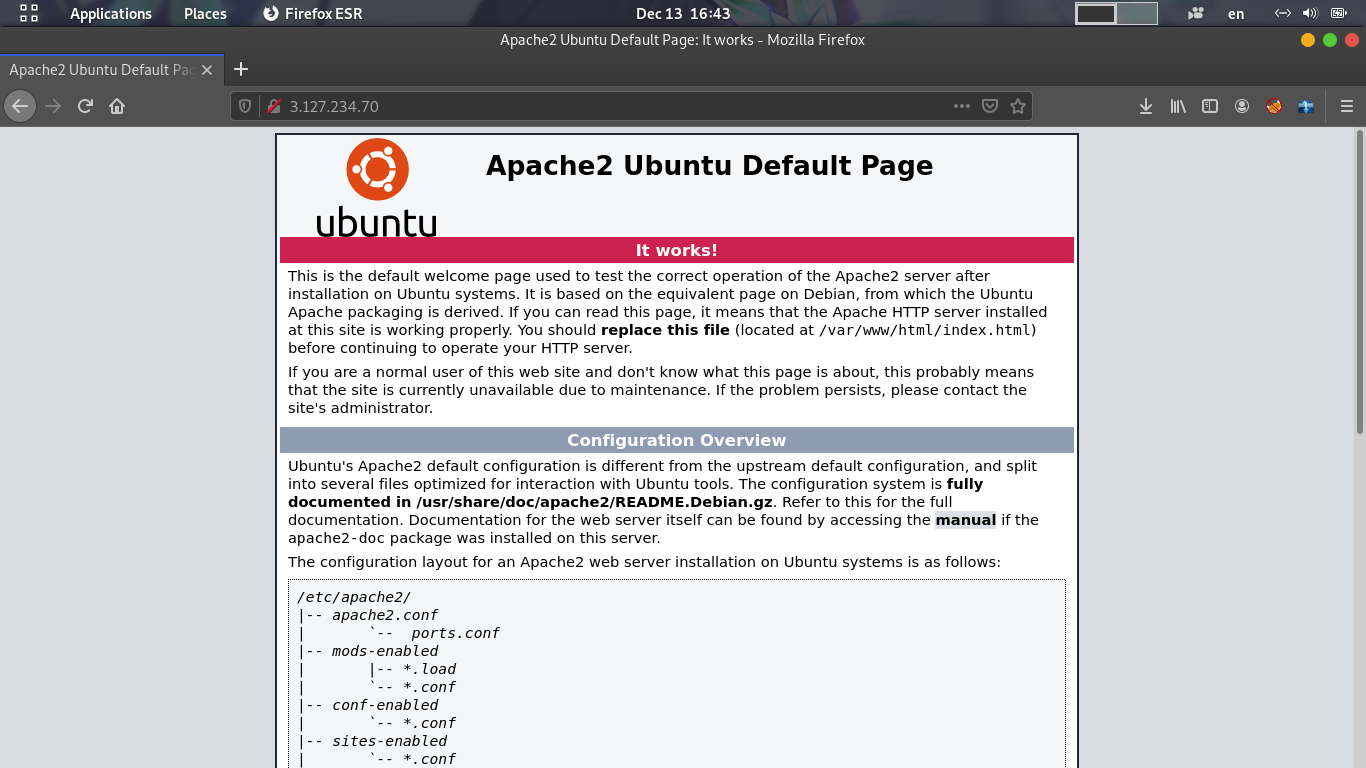 Applications Places Firefox ESR Dec 13 16:43 en
Apache2 Ubuntu Default Page: It works - Mozilla Firefox
Apache2 Ubuntu Default Pag
3.127.234.70
ubuntu
Apache2 Ubuntu Default Page
It works!
This is the default welcome page used to test the correct operation of the Apache2 server after
installation on Ubuntu systems. It is based on the equivalent page on Debian, from which the Ubuntu
Apache packaging is derived. If you can read this page, it means that the Apache HTTP server installed
at this site is working properly. You should replace this file (located at /var/www/html/index.html)
before continuing to operate your HTTP server.
If you are a normal user of this web site and don't know what this page is about, this probably means
that the site is currently unavailable due to maintenance. If the problem persists, please contact the
site's administrator.
Configuration Overview
Ubuntu's Apache2 default configuration is different from the upstream default configuration, and split
into several files optimized for interaction with Ubuntu tools. The configuration system is fully
documented in /usr/share/doc/apache2/README.Debian.gz. Refer to this for the full
documentation. Documentation for the web server itself can be found by accessing the manual if the
apache2-doc package was installed on this server.
The configuration layout for an Apache2 web server installation on Ubuntu systems is as follows:
/etc/apache2/
|-- apache2.conf
|       `--  ports.conf
|-- mods-enabled
|       |-- *.load
|       `-- *.conf
|-- conf-enabled
|       `-- *.conf
|-- sites-enabled
|       `-- *.conf